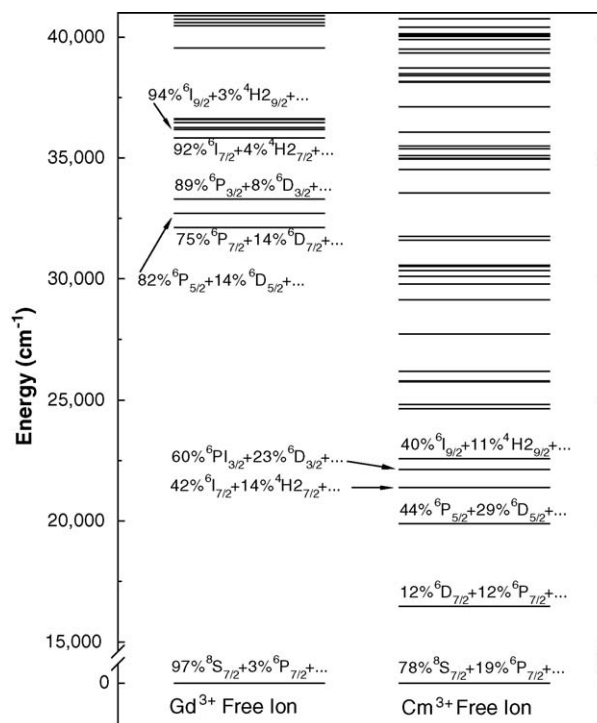 40,000
35,000
30,000
25,000
20,000
15,000
0
Energy (cm⁻¹)
94%⁶I₉/₂+3%⁴H2₉/₂+...
92%⁶I₇/₂+4%⁴H2₇/₂+...
89%⁶P₃/₂+8%⁶D₃/₂+...
75%⁶P₇/₂+14%⁶D₇/₂+...
82%⁶P₅/₂+14%⁶D₅/₂+...
40%⁶I₉/₂+11%⁴H2₉/₂+...
60%⁶PI₃/₂+23%⁶D₃/₂+...
42%⁶I₇/₂+14%⁴H2₇/₂+...
44%⁶P₅/₂+29%⁶D₅/₂+...
12%⁶D₇/₂+12%⁶P₇/₂+...
97%⁸S₇/₂+3%⁶P₇/₂+...
78%⁸S₇/₂+19%⁶P₇/₂+...
Gd³⁺ Free Ion
Cm³⁺ Free Ion